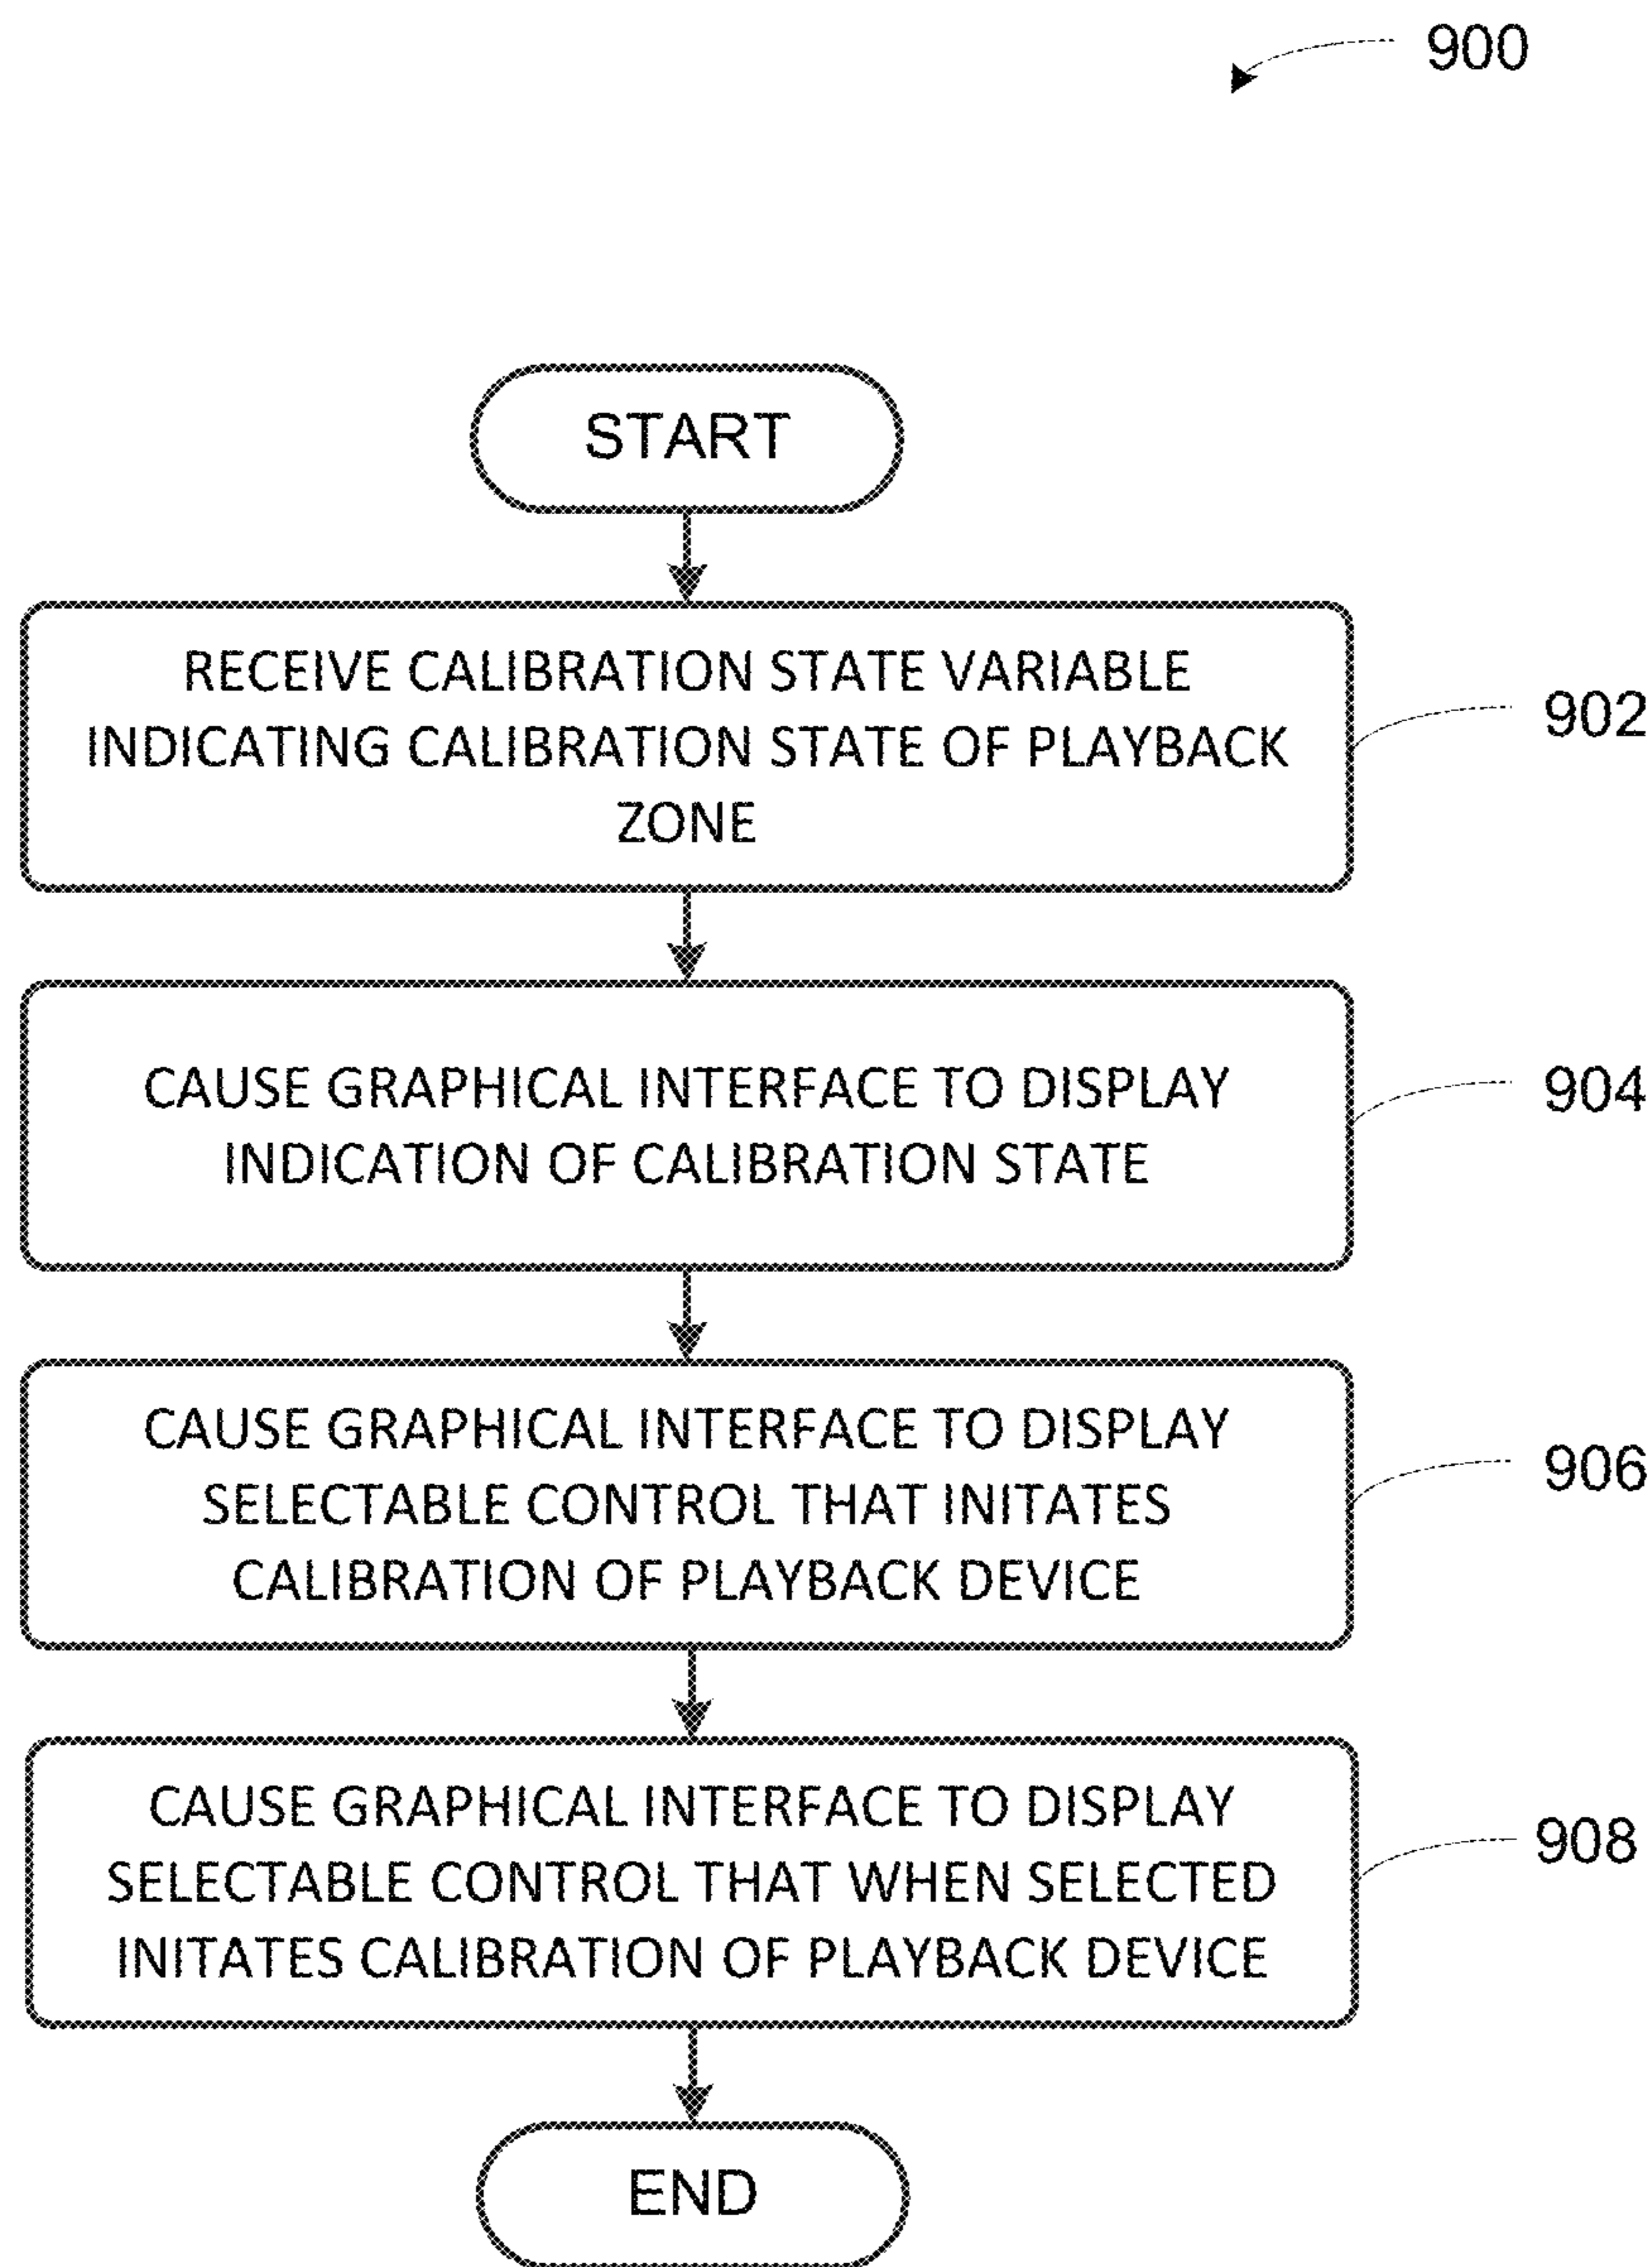 900
START
RECEIVE CALIBRATION STATE VARIABLE
INDICATING CALIBRATION STATE OF PLAYBACK
ZONE
902
CAUSE GRAPHICAL INTERFACE TO DISPLAY
INDICATION OF CALIBRATION STATE
904
CAUSE GRAPHICAL INTERFACE TO DISPLAY
SELECTABLE CONTROL THAT INITATES
CALIBRATION OF PLAYBACK DEVICE
906
CAUSE GRAPHICAL INTERFACE TO DISPLAY
SELECTABLE CONTROL THAT WHEN SELECTED
INITATES CALIBRATION OF PLAYBACK DEVICE
908
END